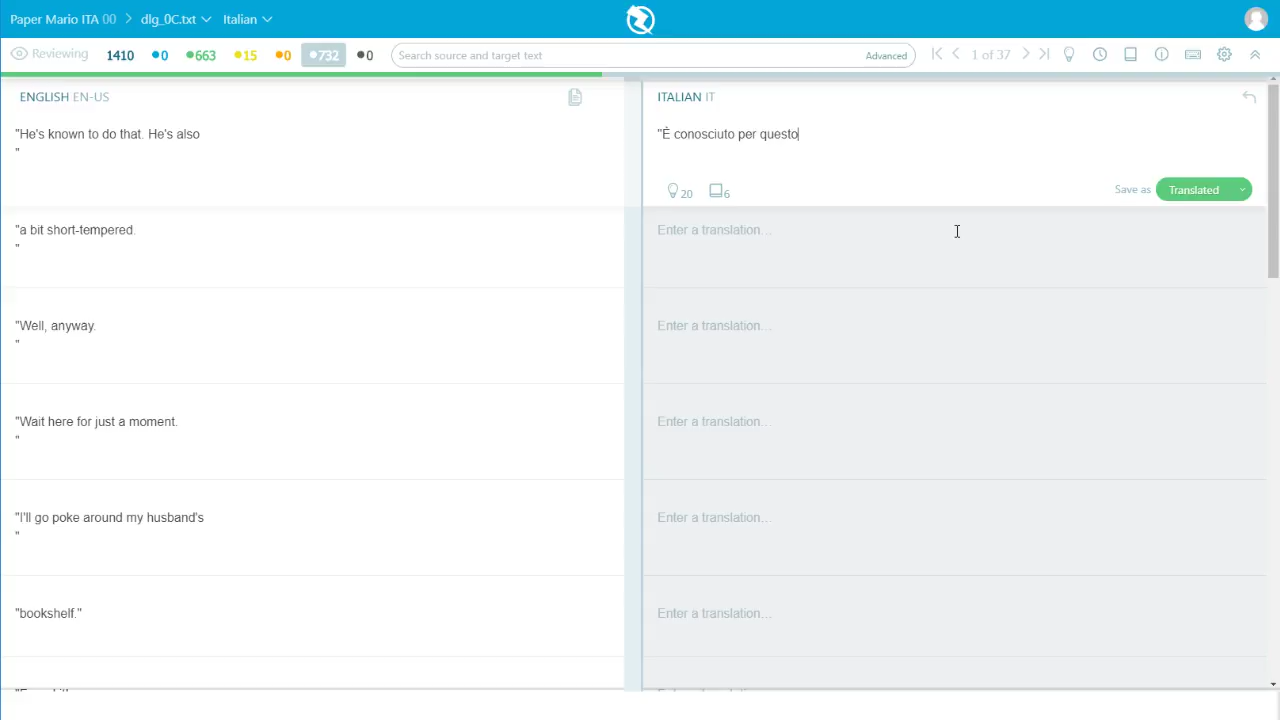 Paper Mario ITA 00 > dlg_0C.txt Italian
Reviewing 1410 0 663 15 0 732 0 Search source and target text Advanced 1 of 37
ENGLISH EN-US
ITALIAN IT
"He's known to do that. He's also
"
"È conosciuto per questo
20 6 Save as Translated
"a bit short-tempered.
"
Enter a translation...
"Well, anyway.
"
Enter a translation...
"Wait here for just a moment.
"
Enter a translation...
"I'll go poke around my husband's
"
Enter a translation...
"bookshelf."
Enter a translation...